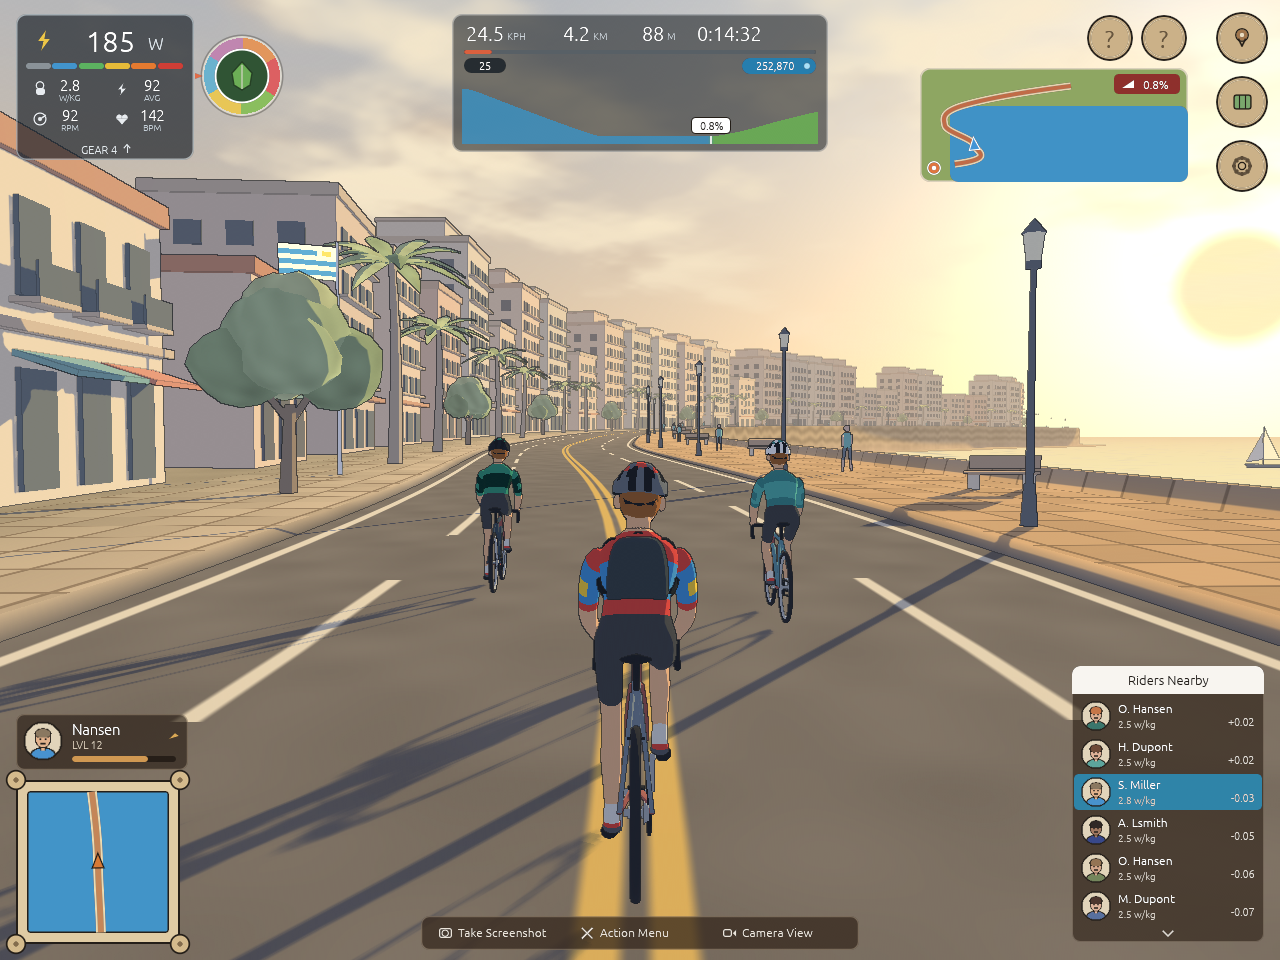 185 W
2.8 W/KG
92 AVG
92 RPM
142 BPM
GEAR 4
24.5 KPH
4.2 KM
88 M
0:14:32
25
252,870
0.8%
?
?
0.8%
Nansen
LVL 12
Riders Nearby
O. Hansen
2.5 w/kg
+0.02
H. Dupont
2.5 w/kg
+0.02
S. Miller
2.8 w/kg
-0.03
A. Lsmith
2.5 w/kg
-0.05
O. Hansen
2.5 w/kg
-0.06
M. Dupont
2.5 w/kg
-0.07
Take Screenshot
Action Menu
Camera View